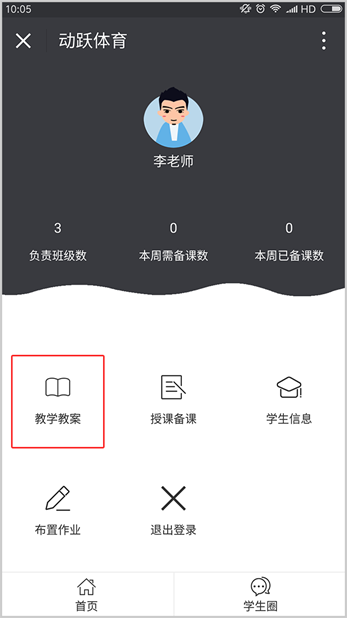 10:05 HD
动跃体育
李老师
3 0 0
负责班级数 本周需备课数 本周已备课数
教学教案 授课备课 学生信息
布置作业 退出登录
首页 学生圈